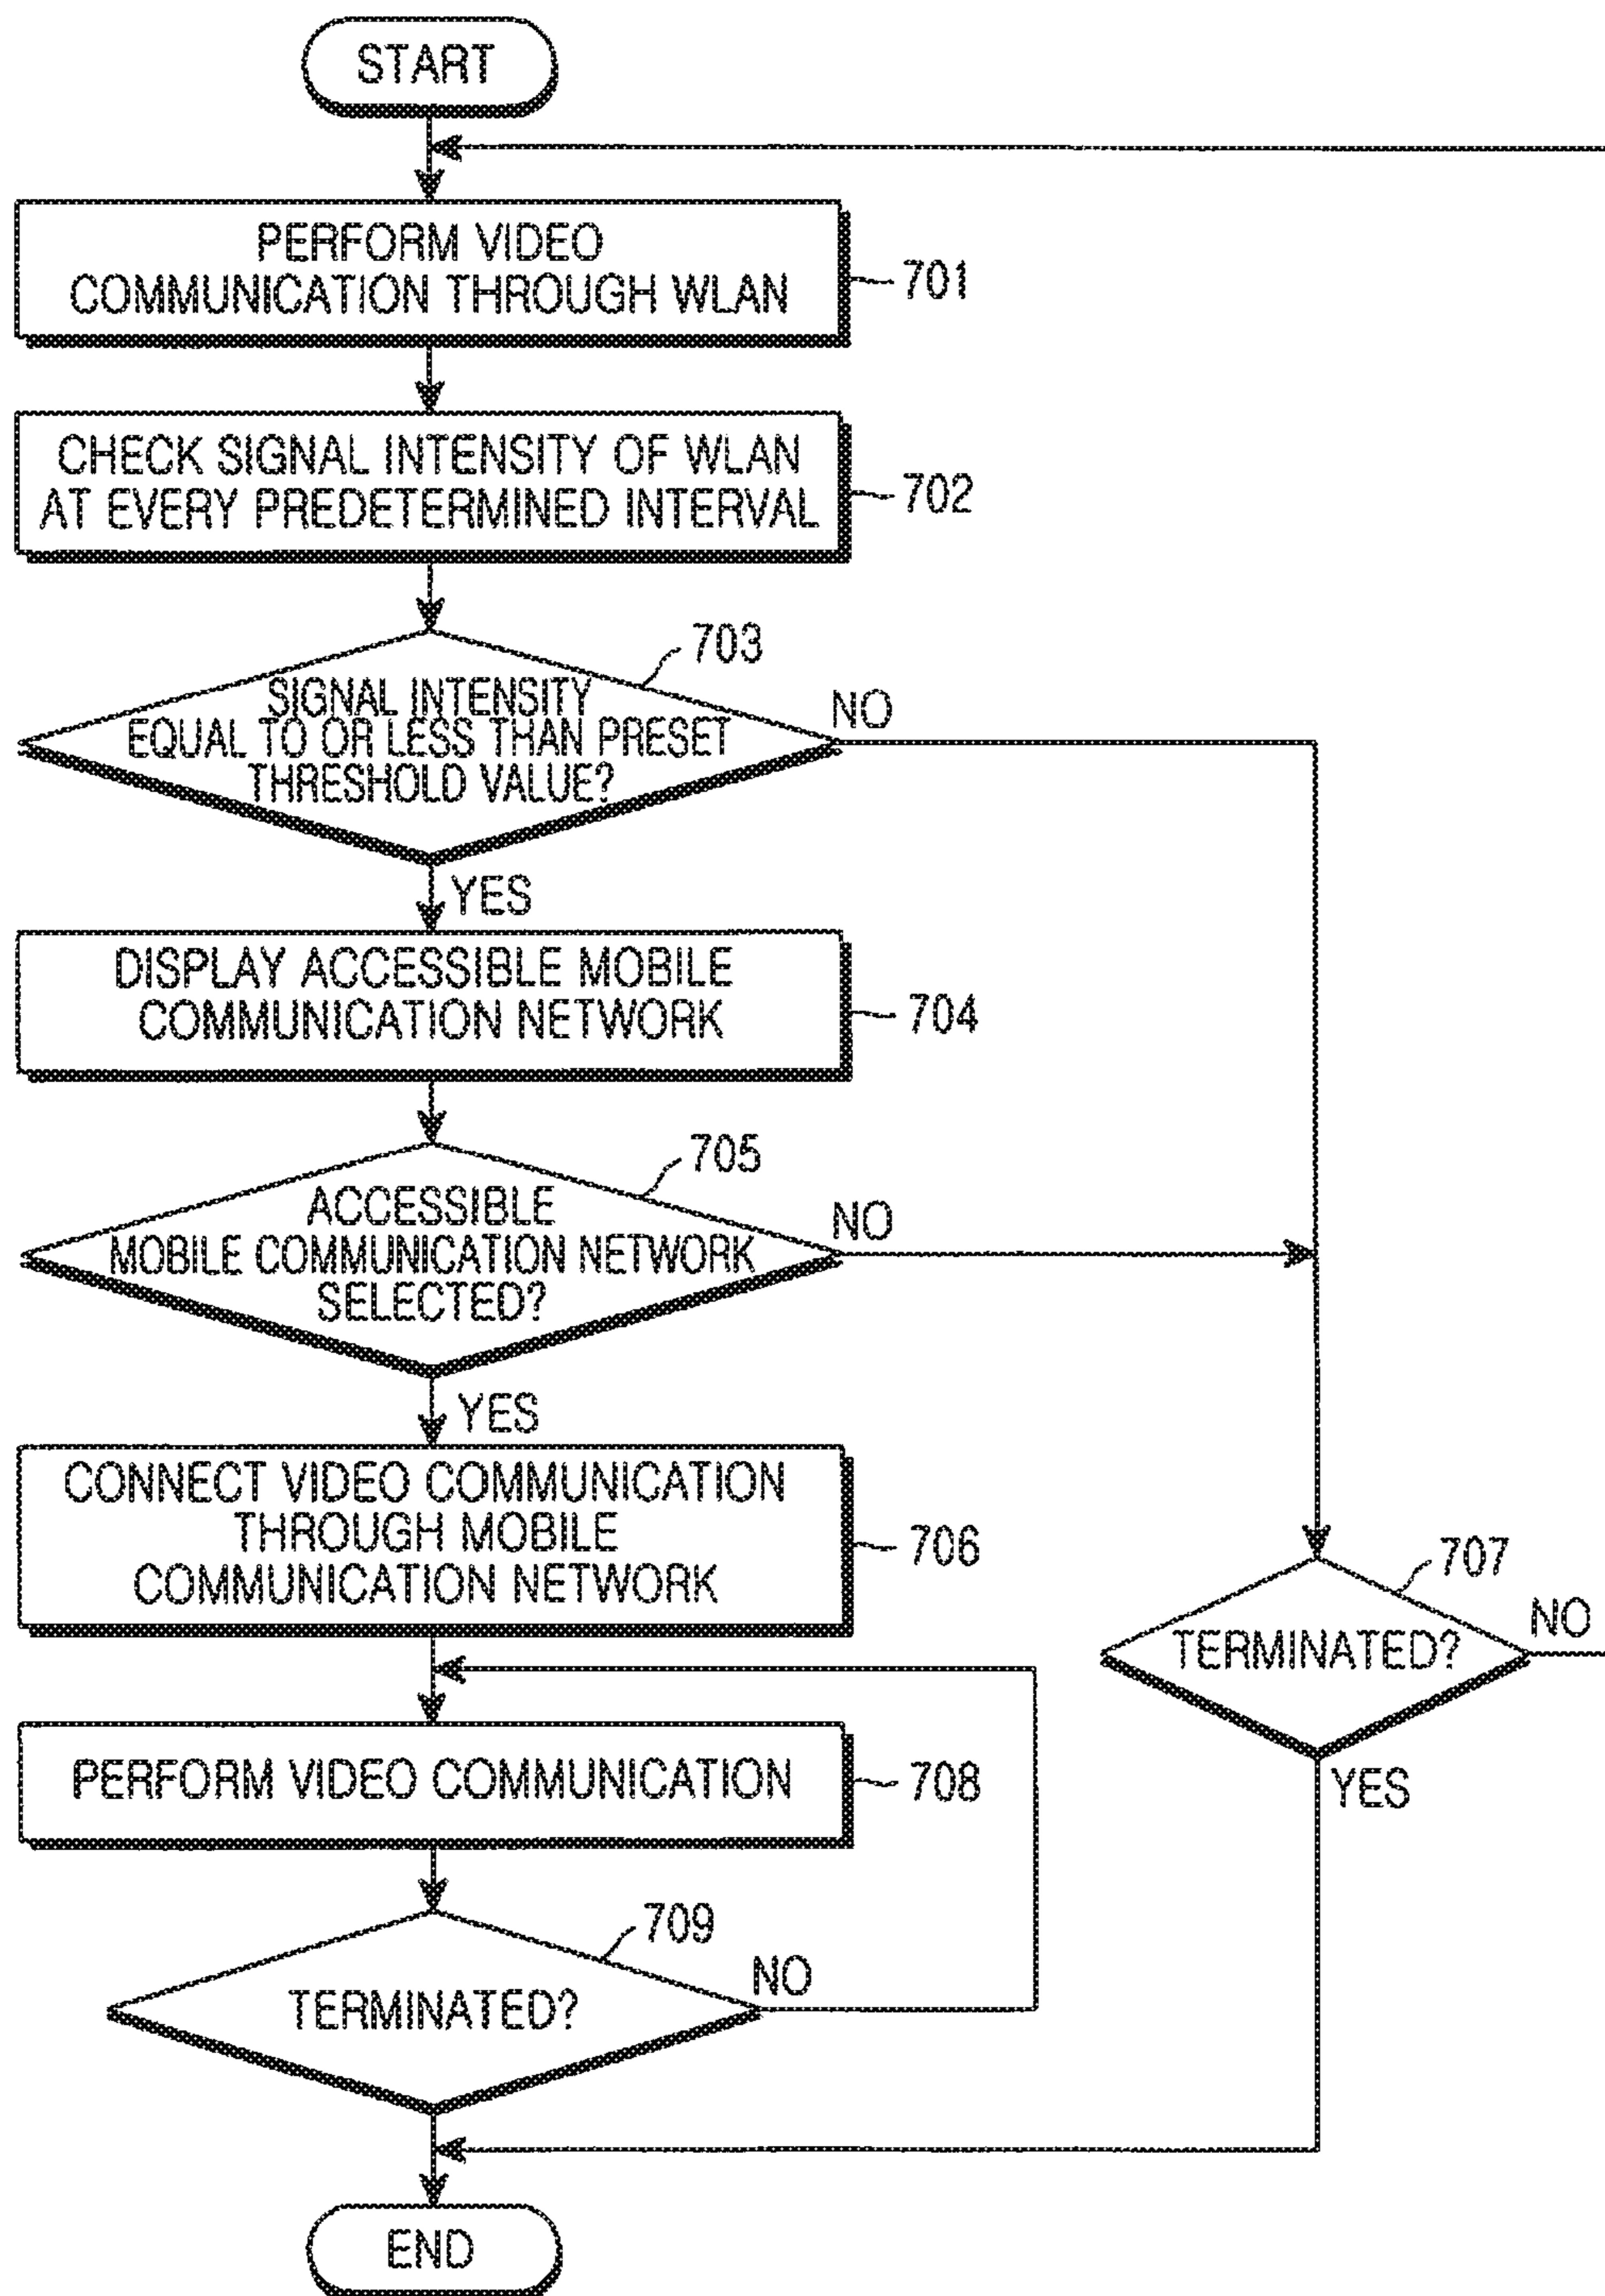 START
PERFORM VIDEO
COMMUNICATION THROUGH WLAN
701
CHECK SIGNAL INTENSITY OF WLAN
AT EVERY PREDETERMINED INTERVAL
702
703
SIGNAL INTENSITY
EQUAL TO OR LESS THAN PRESET
THRESHOLD VALUE?
NO
YES
DISPLAY ACCESSIBLE MOBILE
COMMUNICATION NETWORK
704
705
ACCESSIBLE
MOBILE COMMUNICATION NETWORK
SELECTED?
NO
YES
CONNECT VIDEO COMMUNICATION
THROUGH MOBILE
COMMUNICATION NETWORK
706
707
TERMINATED?
NO
YES
PERFORM VIDEO COMMUNICATION
708
709
TERMINATED?
NO
END